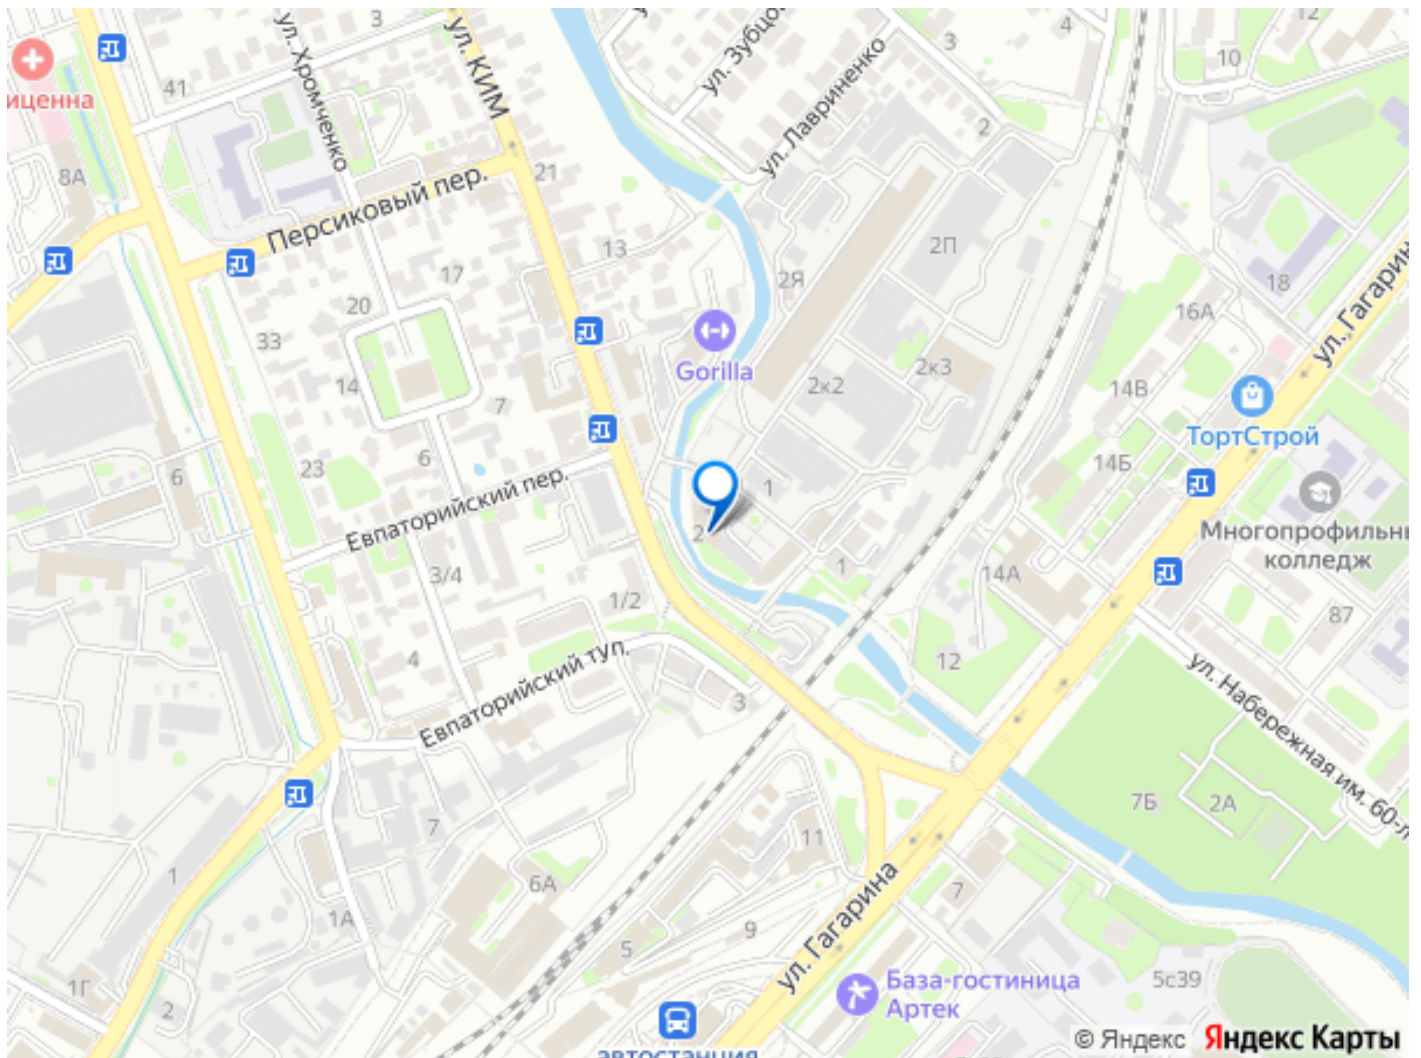 3
4
12
ул. Хромченко
ул. КИМ
ул. Зубцо
ул. Лавриненко
3
10
иценна
41
2
8А
21
Персиковый пер.
13
2П
17
2Я
18
20
16А
ул. Гагарин
33
Gorilla
2к3
14
2к2
14В
7
ТортСтрой
6
23
6
14Б
1
Многопрофильнь
колледж
Евпаторийский пер.
2
3/4
1
14А
1/2
87
Евпаторийский туп.
4
12
3
ул. Набережная им. 60-л
7Б
2А
7
11
1
6А
7
1А
ул. Гагарина
9
5
1Г
База-гостиница
Артек
5с39
2
автостанция
© Яндекс Яндекс Карты